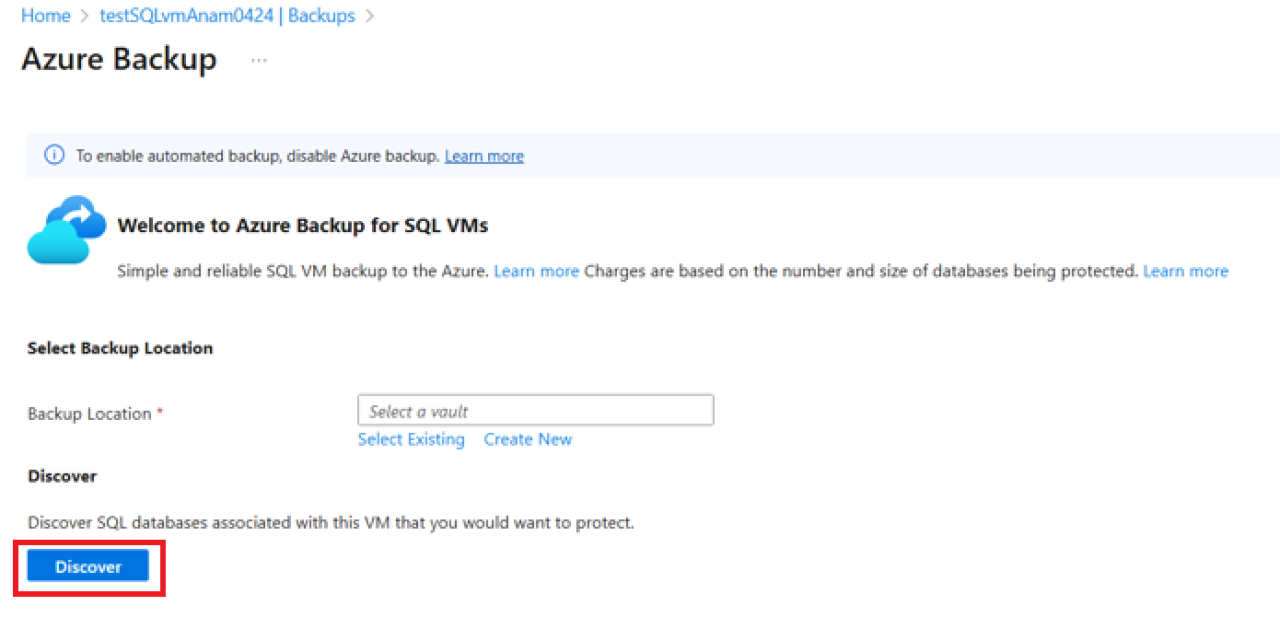 Home > testSQLvmAnam0424 | Backups >
Azure Backup ...
To enable automated backup, disable Azure backup. Learn more
Welcome to Azure Backup for SQL VMs
Simple and reliable SQL VM backup to the Azure. Learn more Charges are based on the number and size of databases being protected. Learn more
Select Backup Location
Backup Location *
Select a vault
Select Existing Create New
Discover
Discover SQL databases associated with this VM that you would want to protect.
Discover